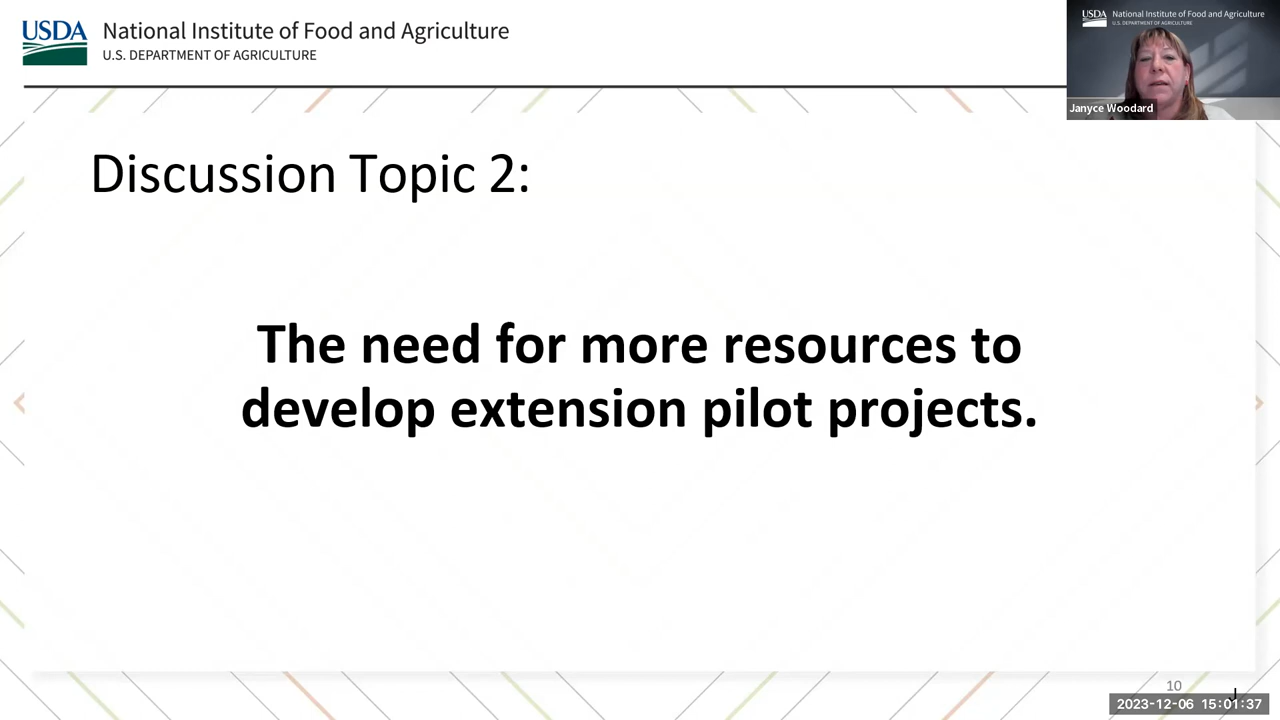 USDA
National Institute of Food and Agriculture
U.S. DEPARTMENT OF AGRICULTURE
USDA National Institute of Food and Agriculture
U.S. DEPARTMENT OF AGRICULTURE
Janyce Woodard
Discussion Topic 2:
The need for more resources to
develop extension pilot projects.
10
2023-12-06 15:01:37